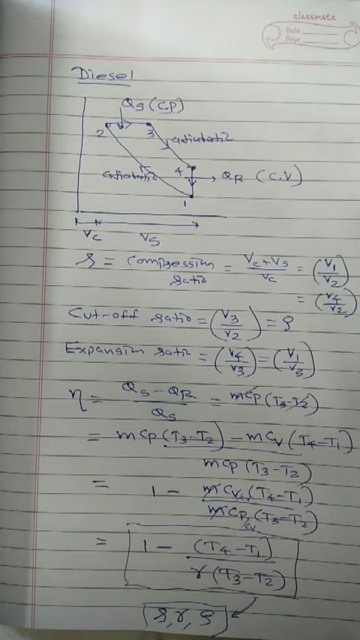 classmate
Date
Page
Diesel
Qs (C.P)
2 3 adiabatic
adiabatic 4 → QR (C.V)
1
Vc Vs
r = Compression ratio = Vc+Vs / Vc = (V1/V2)
= (V4/V2)
Cut-off ratio = (V3/V2) = ρ
Expansion ratio = (V4/V3) = (V1/V3)
η = Qs - QR / Qs = mCp(T3-T2)
= mCp(T3-T2) - mCv(T4-T1) / mCp(T3-T2)
= 1 - mCv(T4-T1) / mCp(T3-T2)
= 1 - (T4-T1) / γ(T3-T2)
r, γ, ρ